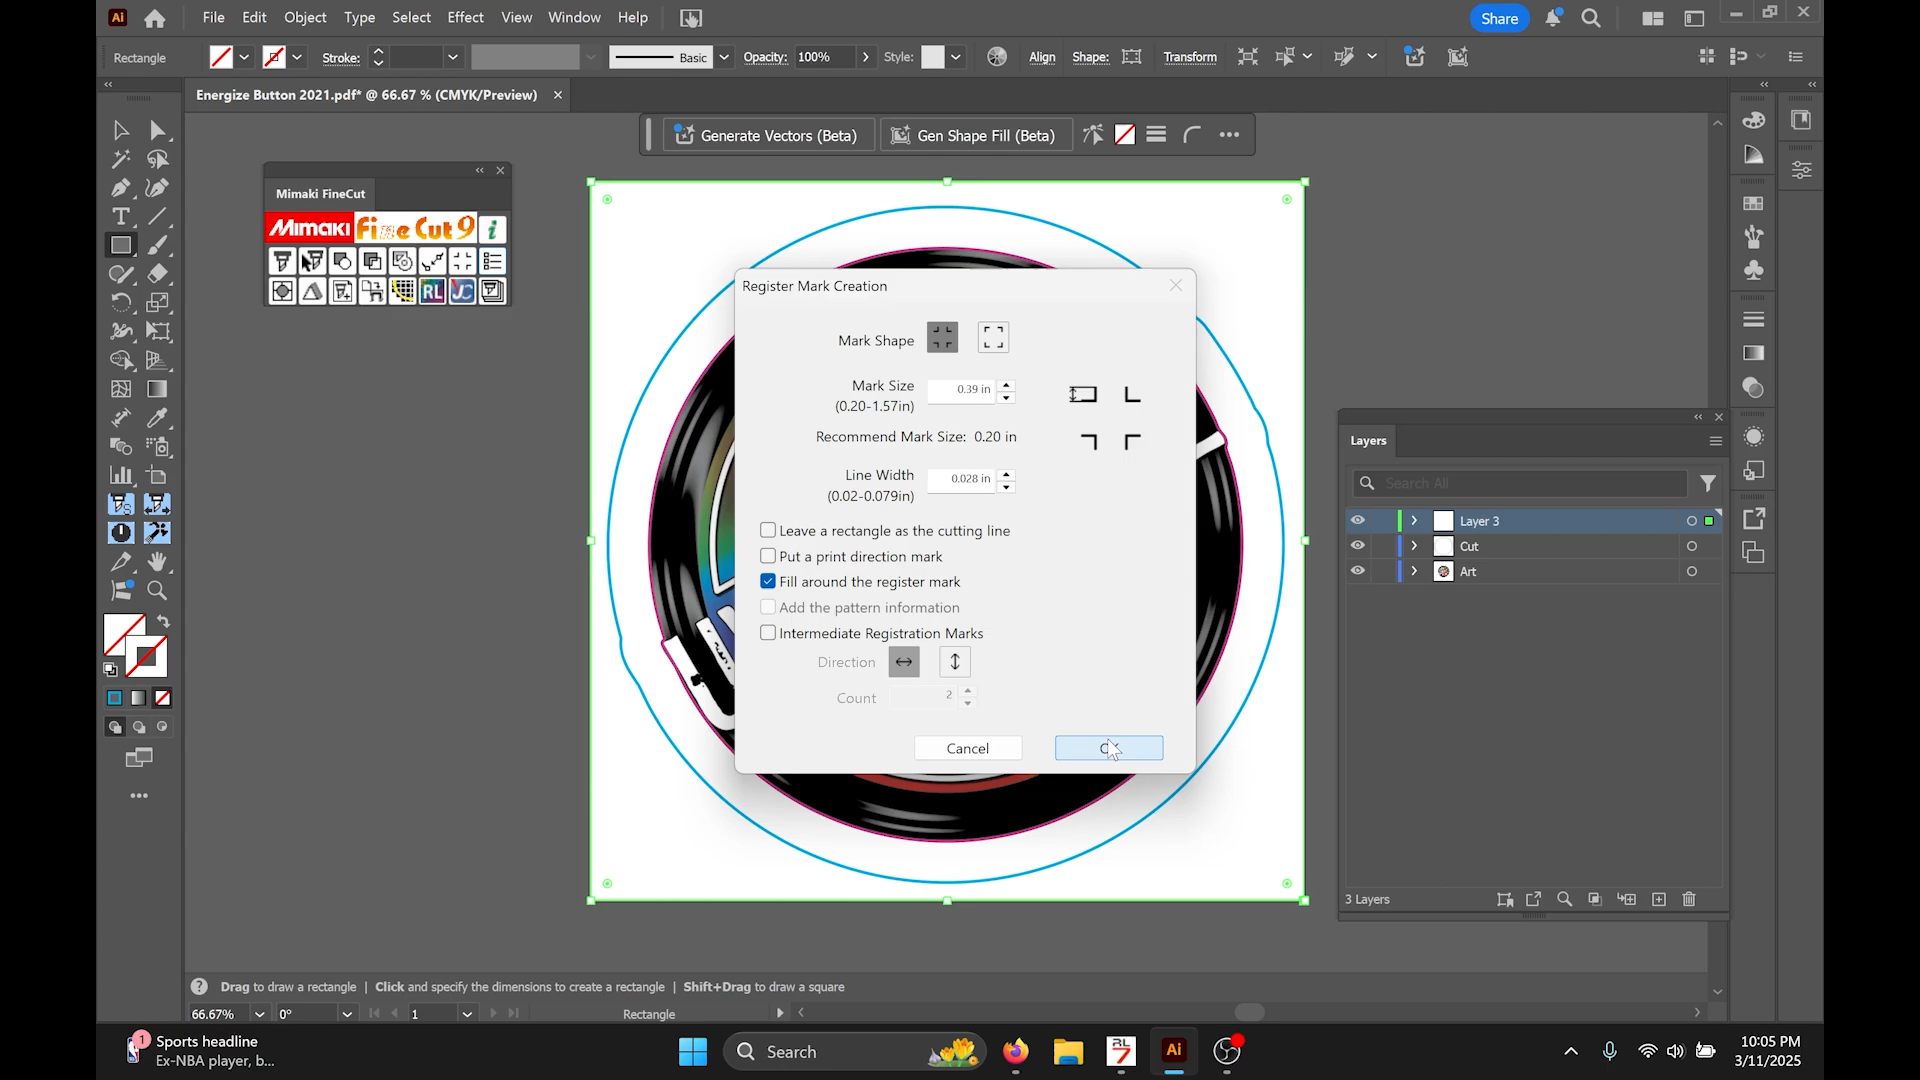 File Edit Object Type Select Effect View Window Help
Share
Rectangle
Stroke:
Basic
Opacity: 100%
Style:
Align
Shape:
Transform
Energize Button 2021.pdf* @ 66.67 % (CMYK/Preview)
Generate Vectors (Beta)
Gen Shape Fill (Beta)
Mimaki FineCut
Mimaki Fine Cut 9 i
RL
Register Mark Creation
Mark Shape
Mark Size
(0.20-1.57in)
0.39 in
Recommend Mark Size: 0.20 in
Line Width
(0.02-0.079in)
0.028 in
Leave a rectangle as the cutting line
Put a print direction mark
Fill around the register mark
Add the pattern information
Intermediate Registration Marks
Direction
Count
2
Cancel
Layers
Search All
Layer 3
Cut
Art
3 Layers
Drag to draw a rectangle | Click and specify the dimensions to create a rectangle | Shift+Drag to draw a square
66.67%
0°
1
Rectangle
1
Sports headline
Ex-NBA player, b...
Search
RL
7
Ai
10:05 PM
3/11/2025